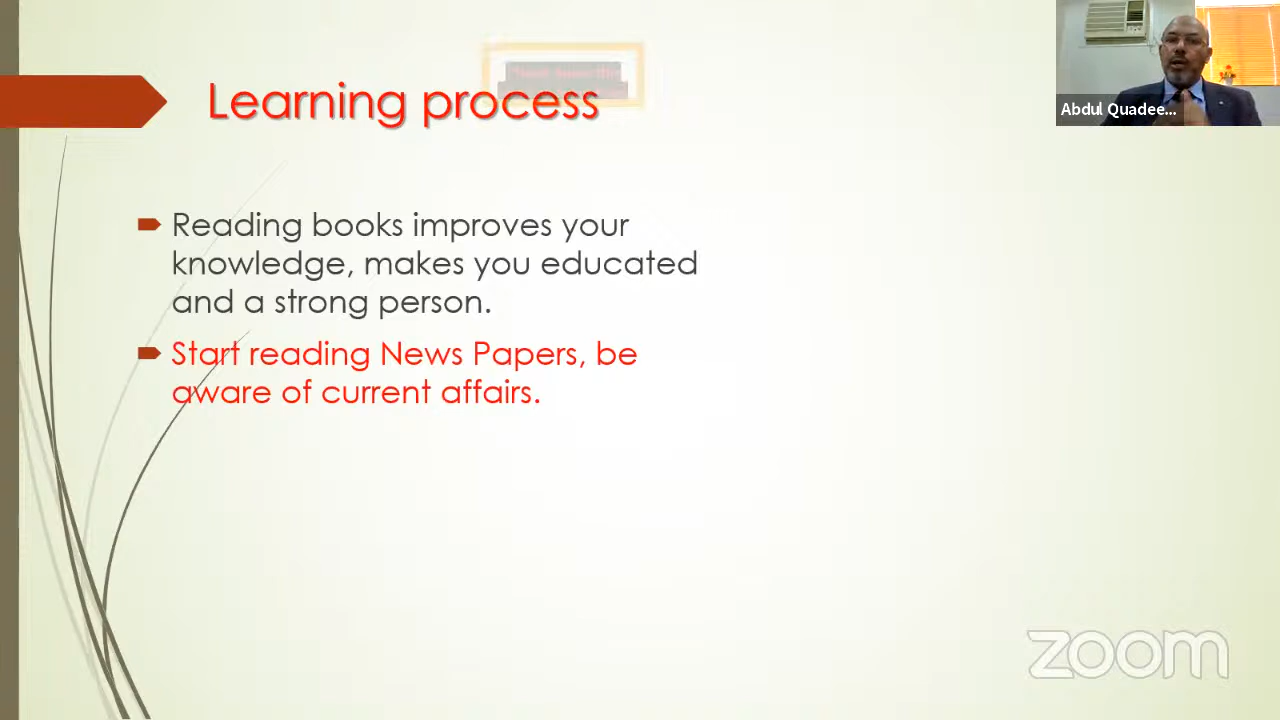 Learning process
Abdul Quadee...
Reading books improves your
knowledge, makes you educated
and a strong person.
Start reading News Papers, be
aware of current affairs.
zoom